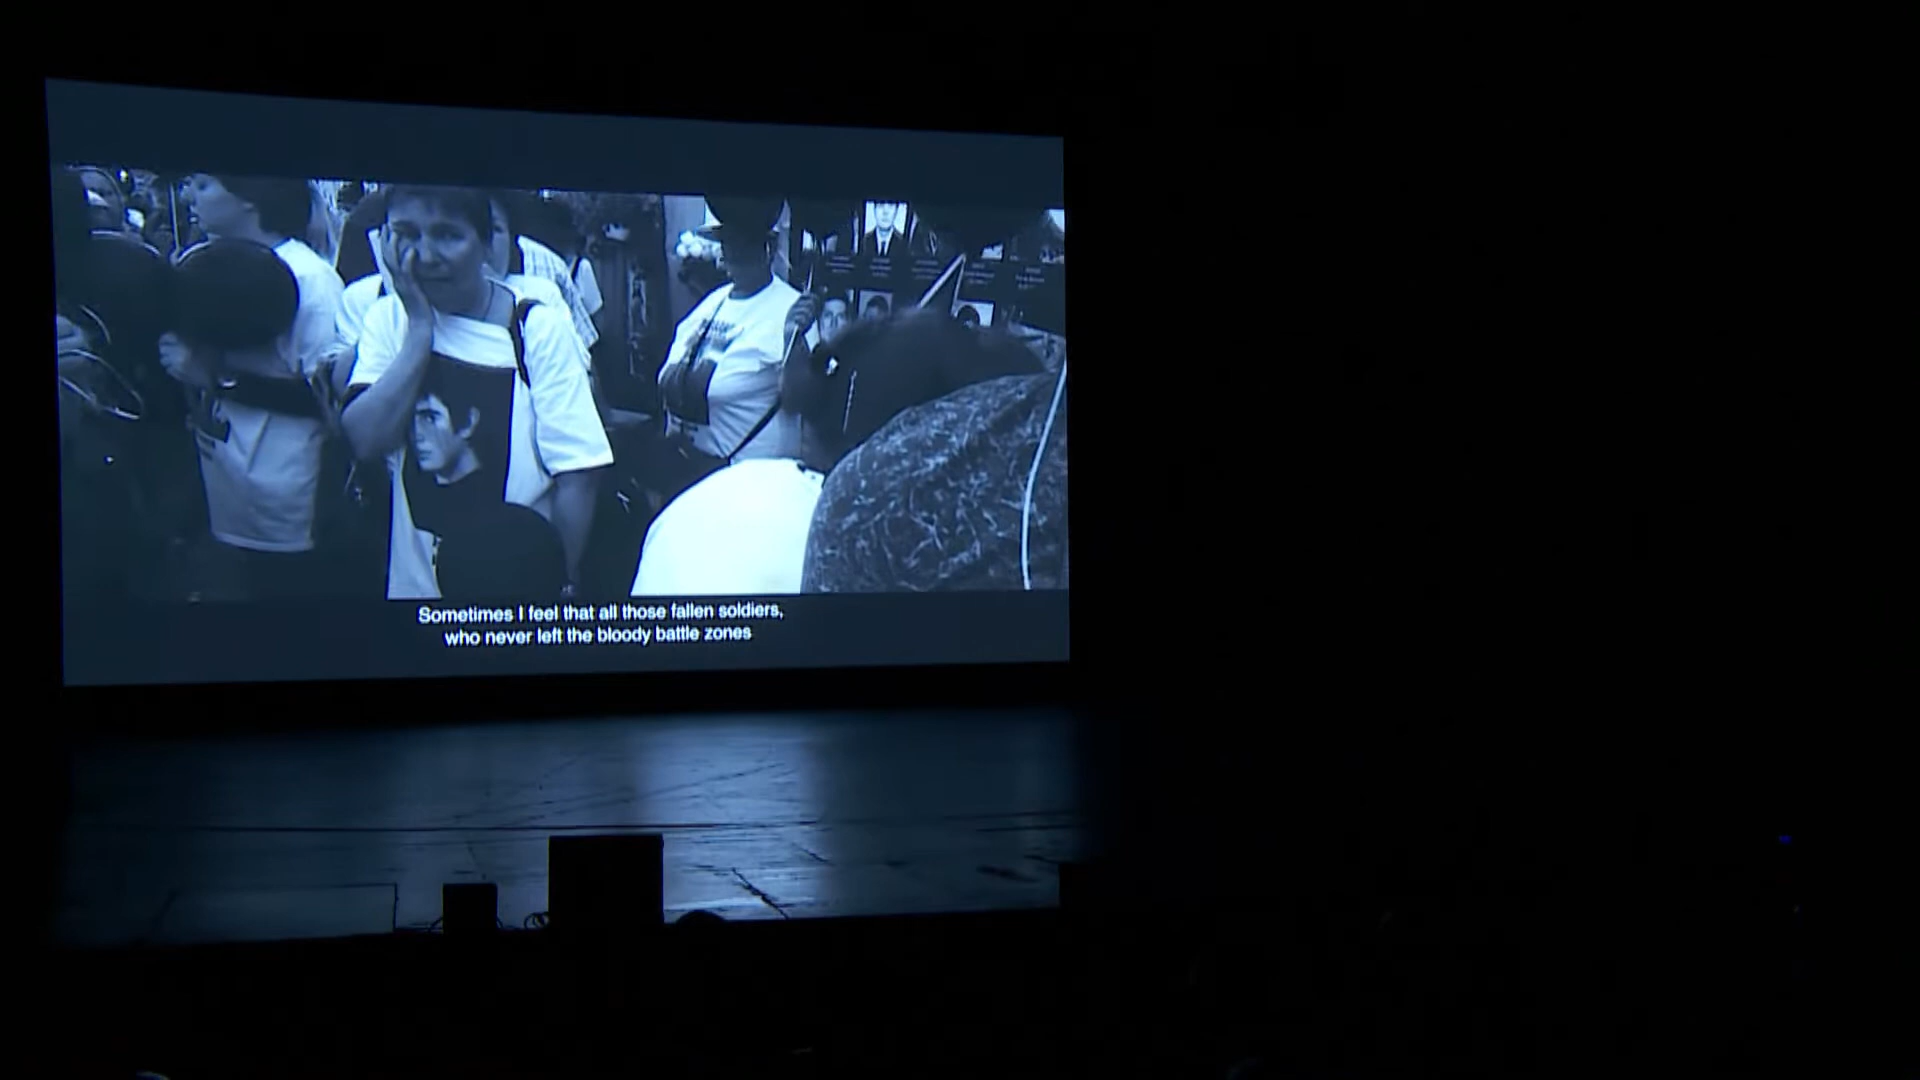 Sometimes I feel that all those fallen soldiers,
who never left the bloody battle zones